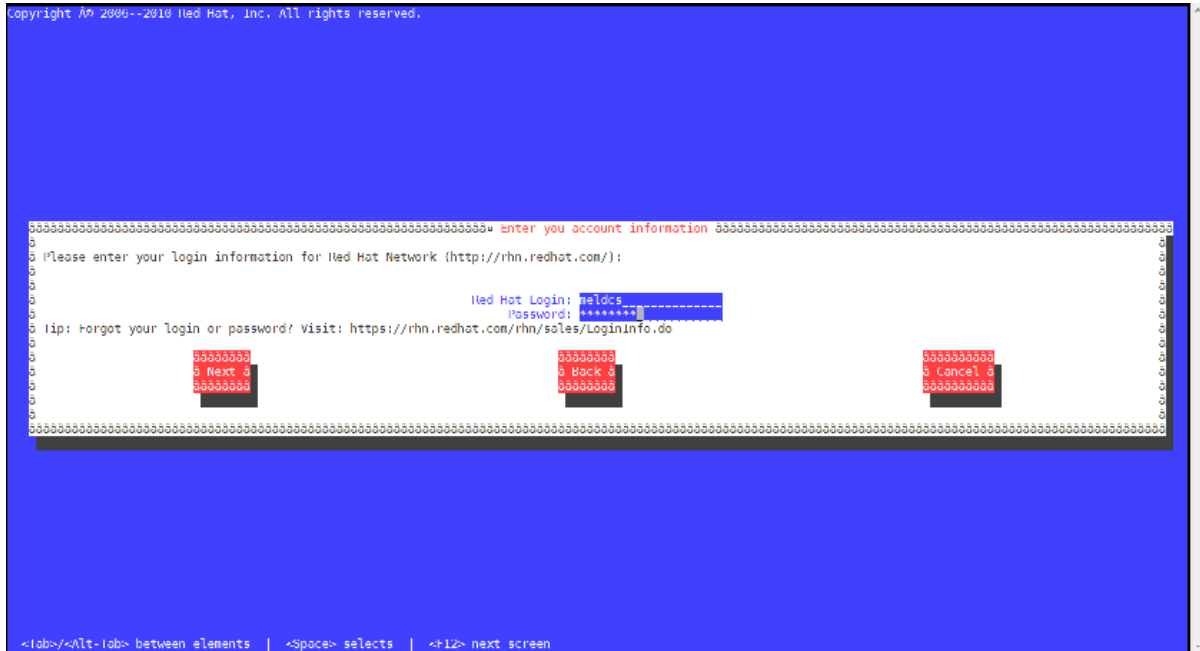 Copyright Â© 2006--2010 Red Hat, Inc. All rights reserved.
Enter you account information
Please enter your login information for Red Hat Network (http://rhn.redhat.com/):
Red Hat Login: meldcs______________
Password: ********
Tip: Forgot your login or password? Visit: https://rhn.redhat.com/rhn/sales/LoginInfo.do
Next Back Cancel
<Tab>/<Alt-Tab> between elements | <Space> selects | <F12> next screen